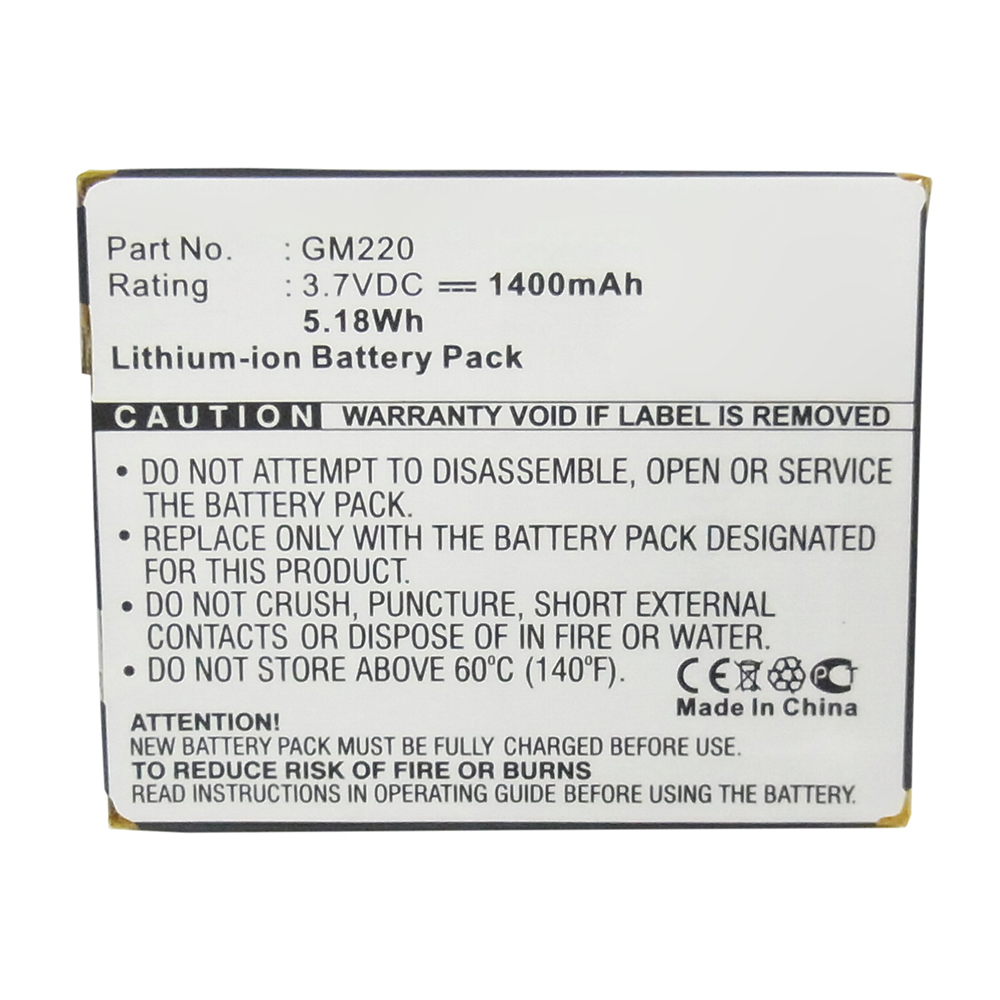 Part No. : GM220
Rating : 3.7VDC ⎓ 1400mAh
5.18Wh
Lithium-ion Battery Pack
CAUTION WARRANTY VOID IF LABEL IS REMOVED
• DO NOT ATTEMPT TO DISASSEMBLE, OPEN OR SERVICE
THE BATTERY PACK.
• REPLACE ONLY WITH THE BATTERY PACK DESIGNATED
FOR THIS PRODUCT.
• DO NOT CRUSH, PUNCTURE, SHORT EXTERNAL
CONTACTS OR DISPOSE OF IN FIRE OR WATER.
• DO NOT STORE ABOVE 60°C (140°F).
CE PCT
Made In China
ATTENTION!
NEW BATTERY PACK MUST BE FULLY CHARGED BEFORE USE.
TO REDUCE RISK OF FIRE OR BURNS
READ INSTRUCTIONS IN OPERATING GUIDE BEFORE USE THE BATTERY.